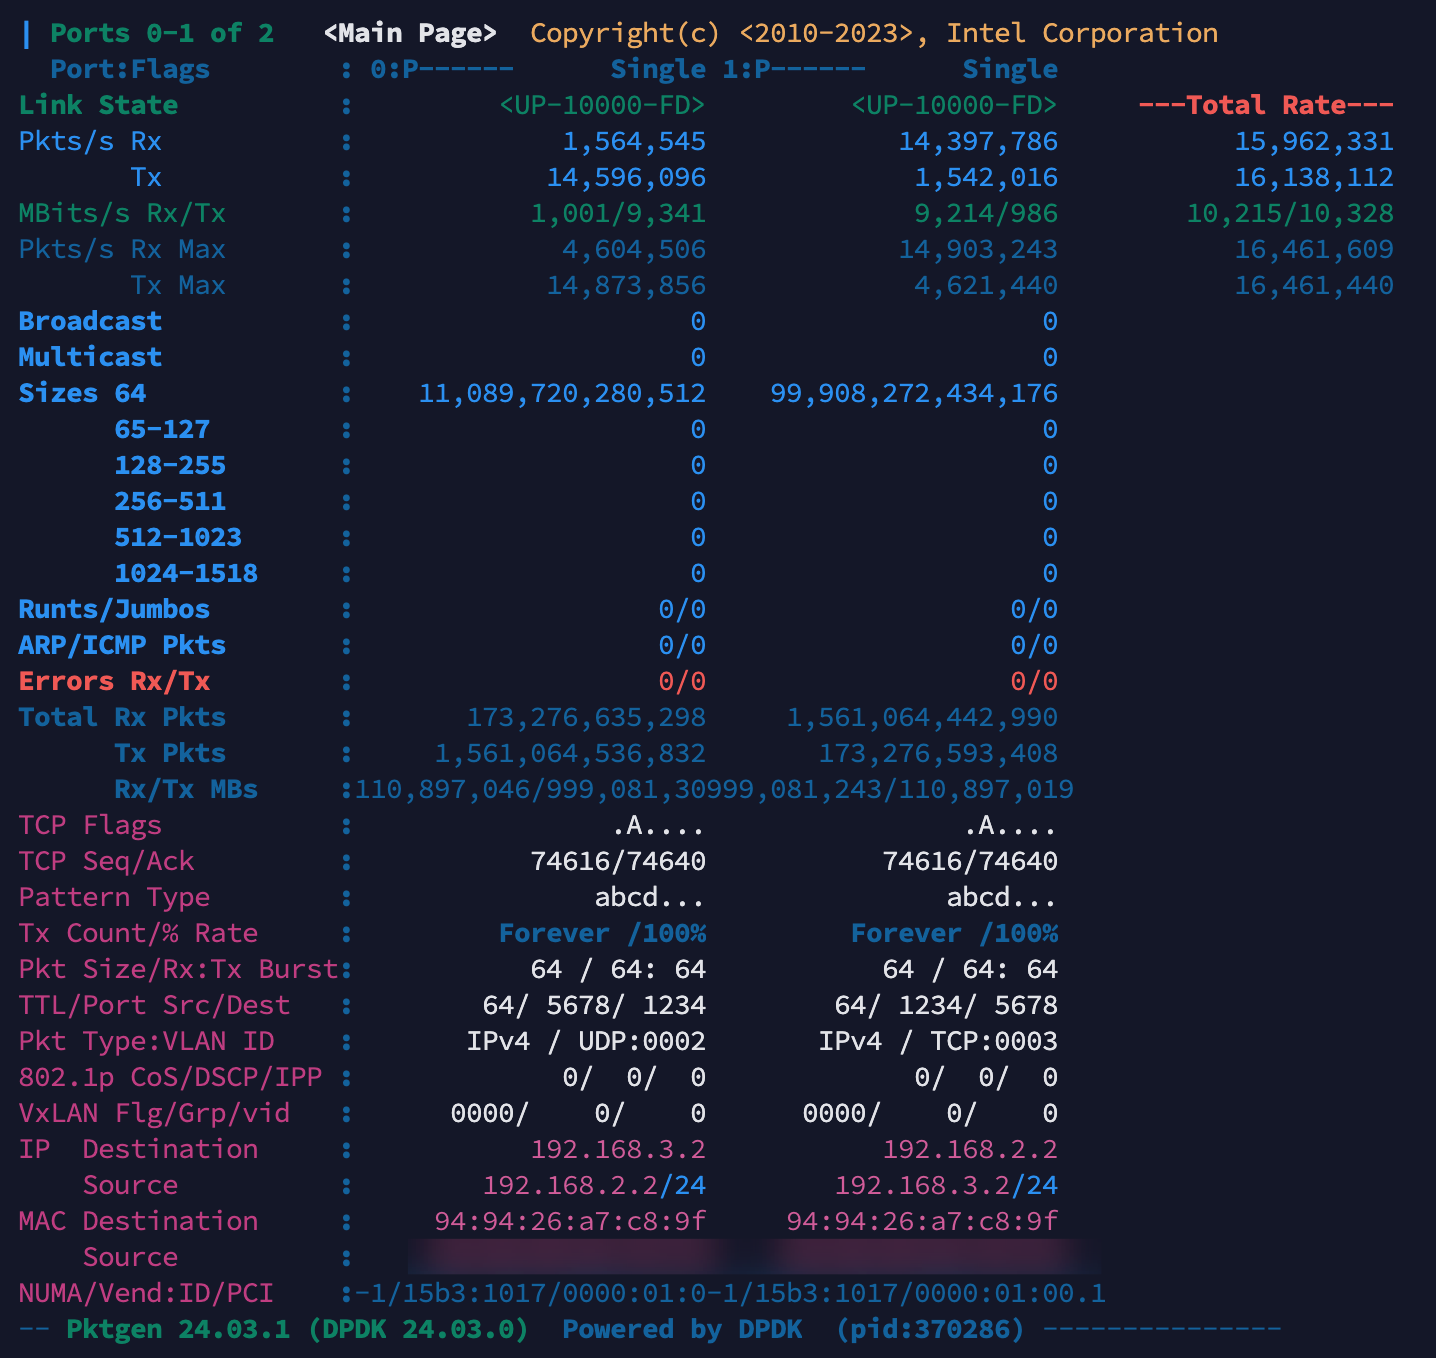 | Ports 0-1 of 2   <Main Page>  Copyright(c) <2010-2023>, Intel Corporation
  Port:Flags        : 0:P------      Single 1:P------      Single
Link State          :         <UP-10000-FD>         <UP-10000-FD>     ---Total Rate---
Pkts/s Rx           :             1,564,545            14,397,786           15,962,331
       Tx           :            14,596,096             1,542,016           16,138,112
MBits/s Rx/Tx       :           1,001/9,341             9,214/986        10,215/10,328
Pkts/s Rx Max       :             4,604,506            14,903,243           16,461,609
       Tx Max       :            14,873,856             4,621,440           16,461,440
Broadcast           :                     0                     0
Multicast           :                     0                     0
Sizes 64            :    11,089,720,280,512    99,908,272,434,176
      65-127        :                     0                     0
      128-255       :                     0                     0
      256-511       :                     0                     0
      512-1023      :                     0                     0
      1024-1518     :                     0                     0
Runts/Jumbos        :                   0/0                   0/0
ARP/ICMP Pkts       :                   0/0                   0/0
Errors Rx/Tx        :                   0/0                   0/0
Total Rx Pkts       :       173,276,635,298     1,561,064,442,990
      Tx Pkts       :     1,561,064,536,832       173,276,593,408
      Rx/Tx MBs     :110,897,046/999,081,30999,081,243/110,897,019
TCP Flags           :                .A....                .A....
TCP Seq/Ack         :           74616/74640           74616/74640
Pattern Type        :               abcd...               abcd...
Tx Count/% Rate     :         Forever /100%         Forever /100%
Pkt Size/Rx:Tx Burst:           64 / 64: 64           64 / 64: 64
TTL/Port Src/Dest   :        64/ 5678/ 1234        64/ 1234/ 5678
Pkt Type:VLAN ID    :       IPv4 / UDP:0002       IPv4 / TCP:0003
802.1p CoS/DSCP/IPP :             0/  0/  0             0/  0/  0
VxLAN Flg/Grp/vid   :      0000/    0/    0      0000/    0/    0
IP  Destination     :           192.168.3.2           192.168.2.2
    Source          :        192.168.2.2/24        192.168.3.2/24
MAC Destination     :     94:94:26:a7:c8:9f     94:94:26:a7:c8:9f
    Source          :
NUMA/Vend:ID/PCI    :-1/15b3:1017/0000:01:0-1/15b3:1017/0000:01:00.1
-- Pktgen 24.03.1 (DPDK 24.03.0)  Powered by DPDK  (pid:370286) ---------------